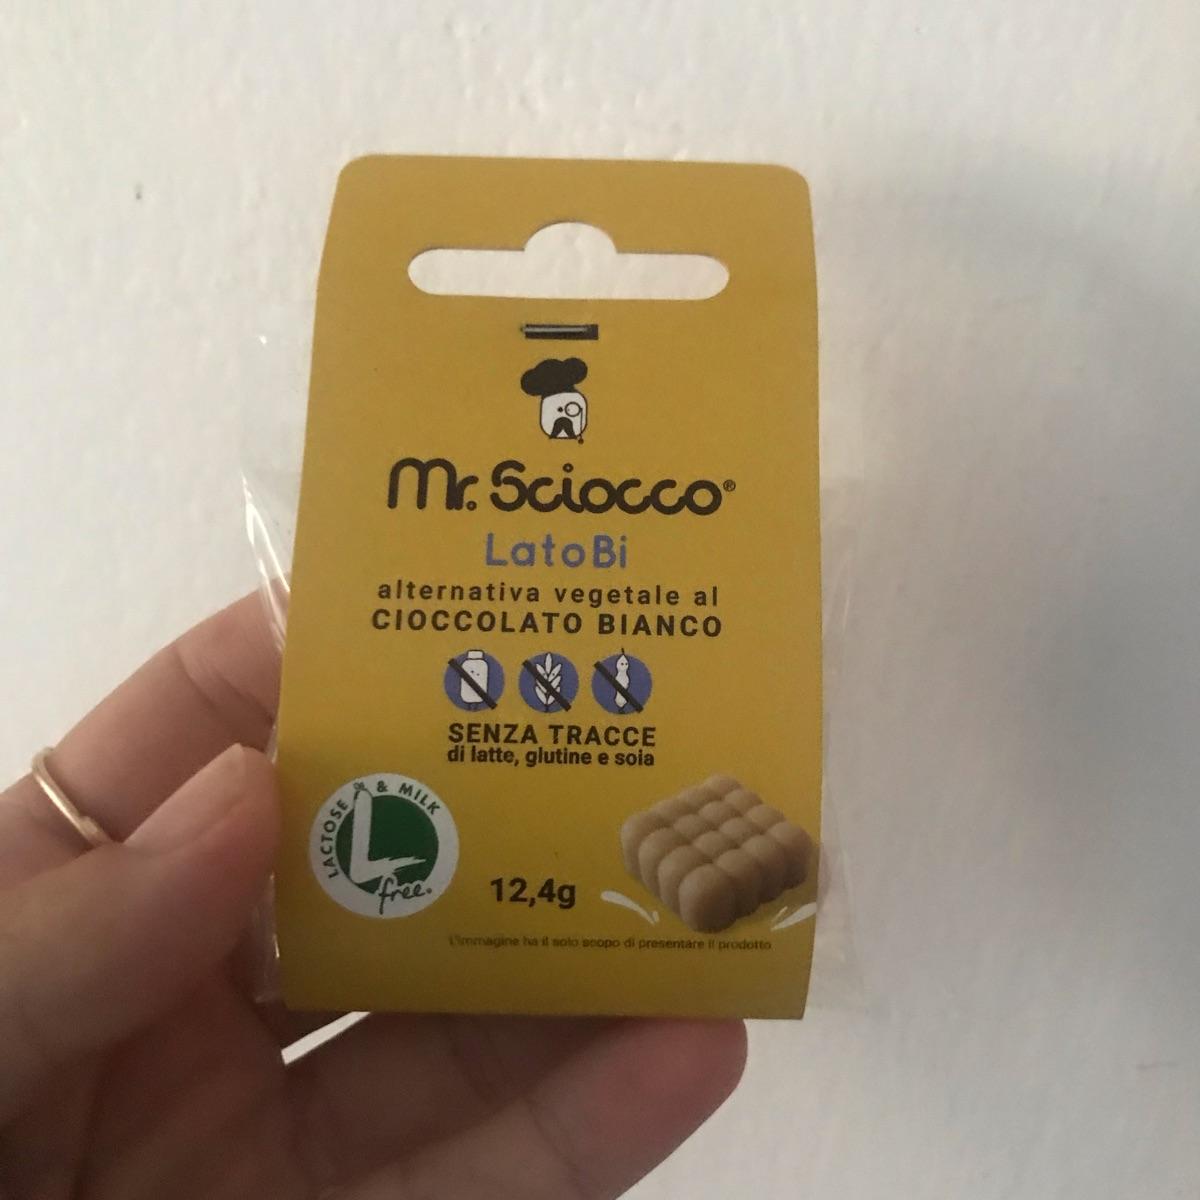 Mr. Sciocco®
LatoBi
alternativa vegetale al
CIOCCOLATO BIANCO
SENZA TRACCE
di latte, glutine e soia
LACTOSE & MILK
L
free.
12,4g
L'immagine ha il solo scopo di presentare il prodotto